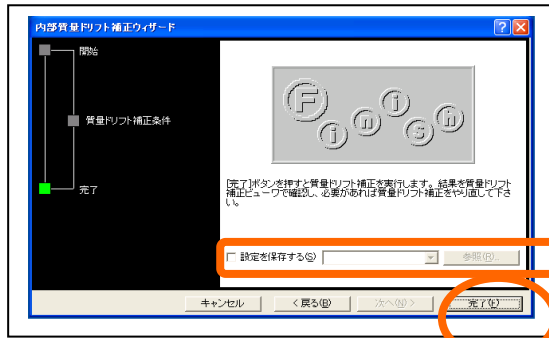 内部質量ドリフト補正ウィザード
開始
質量ドリフト補正条件
完了
Finish
[完了]ボタンを押すと質量ドリフト補正を実行します。結果を質量ドリフト
補正ビューワで確認し、必要があれば質量ドリフト補正をやり直して下さ
い。
設定を保存する(S)
参照(R)...
キャンセル
< 戻る(B)
次へ(N) >
完了(F)